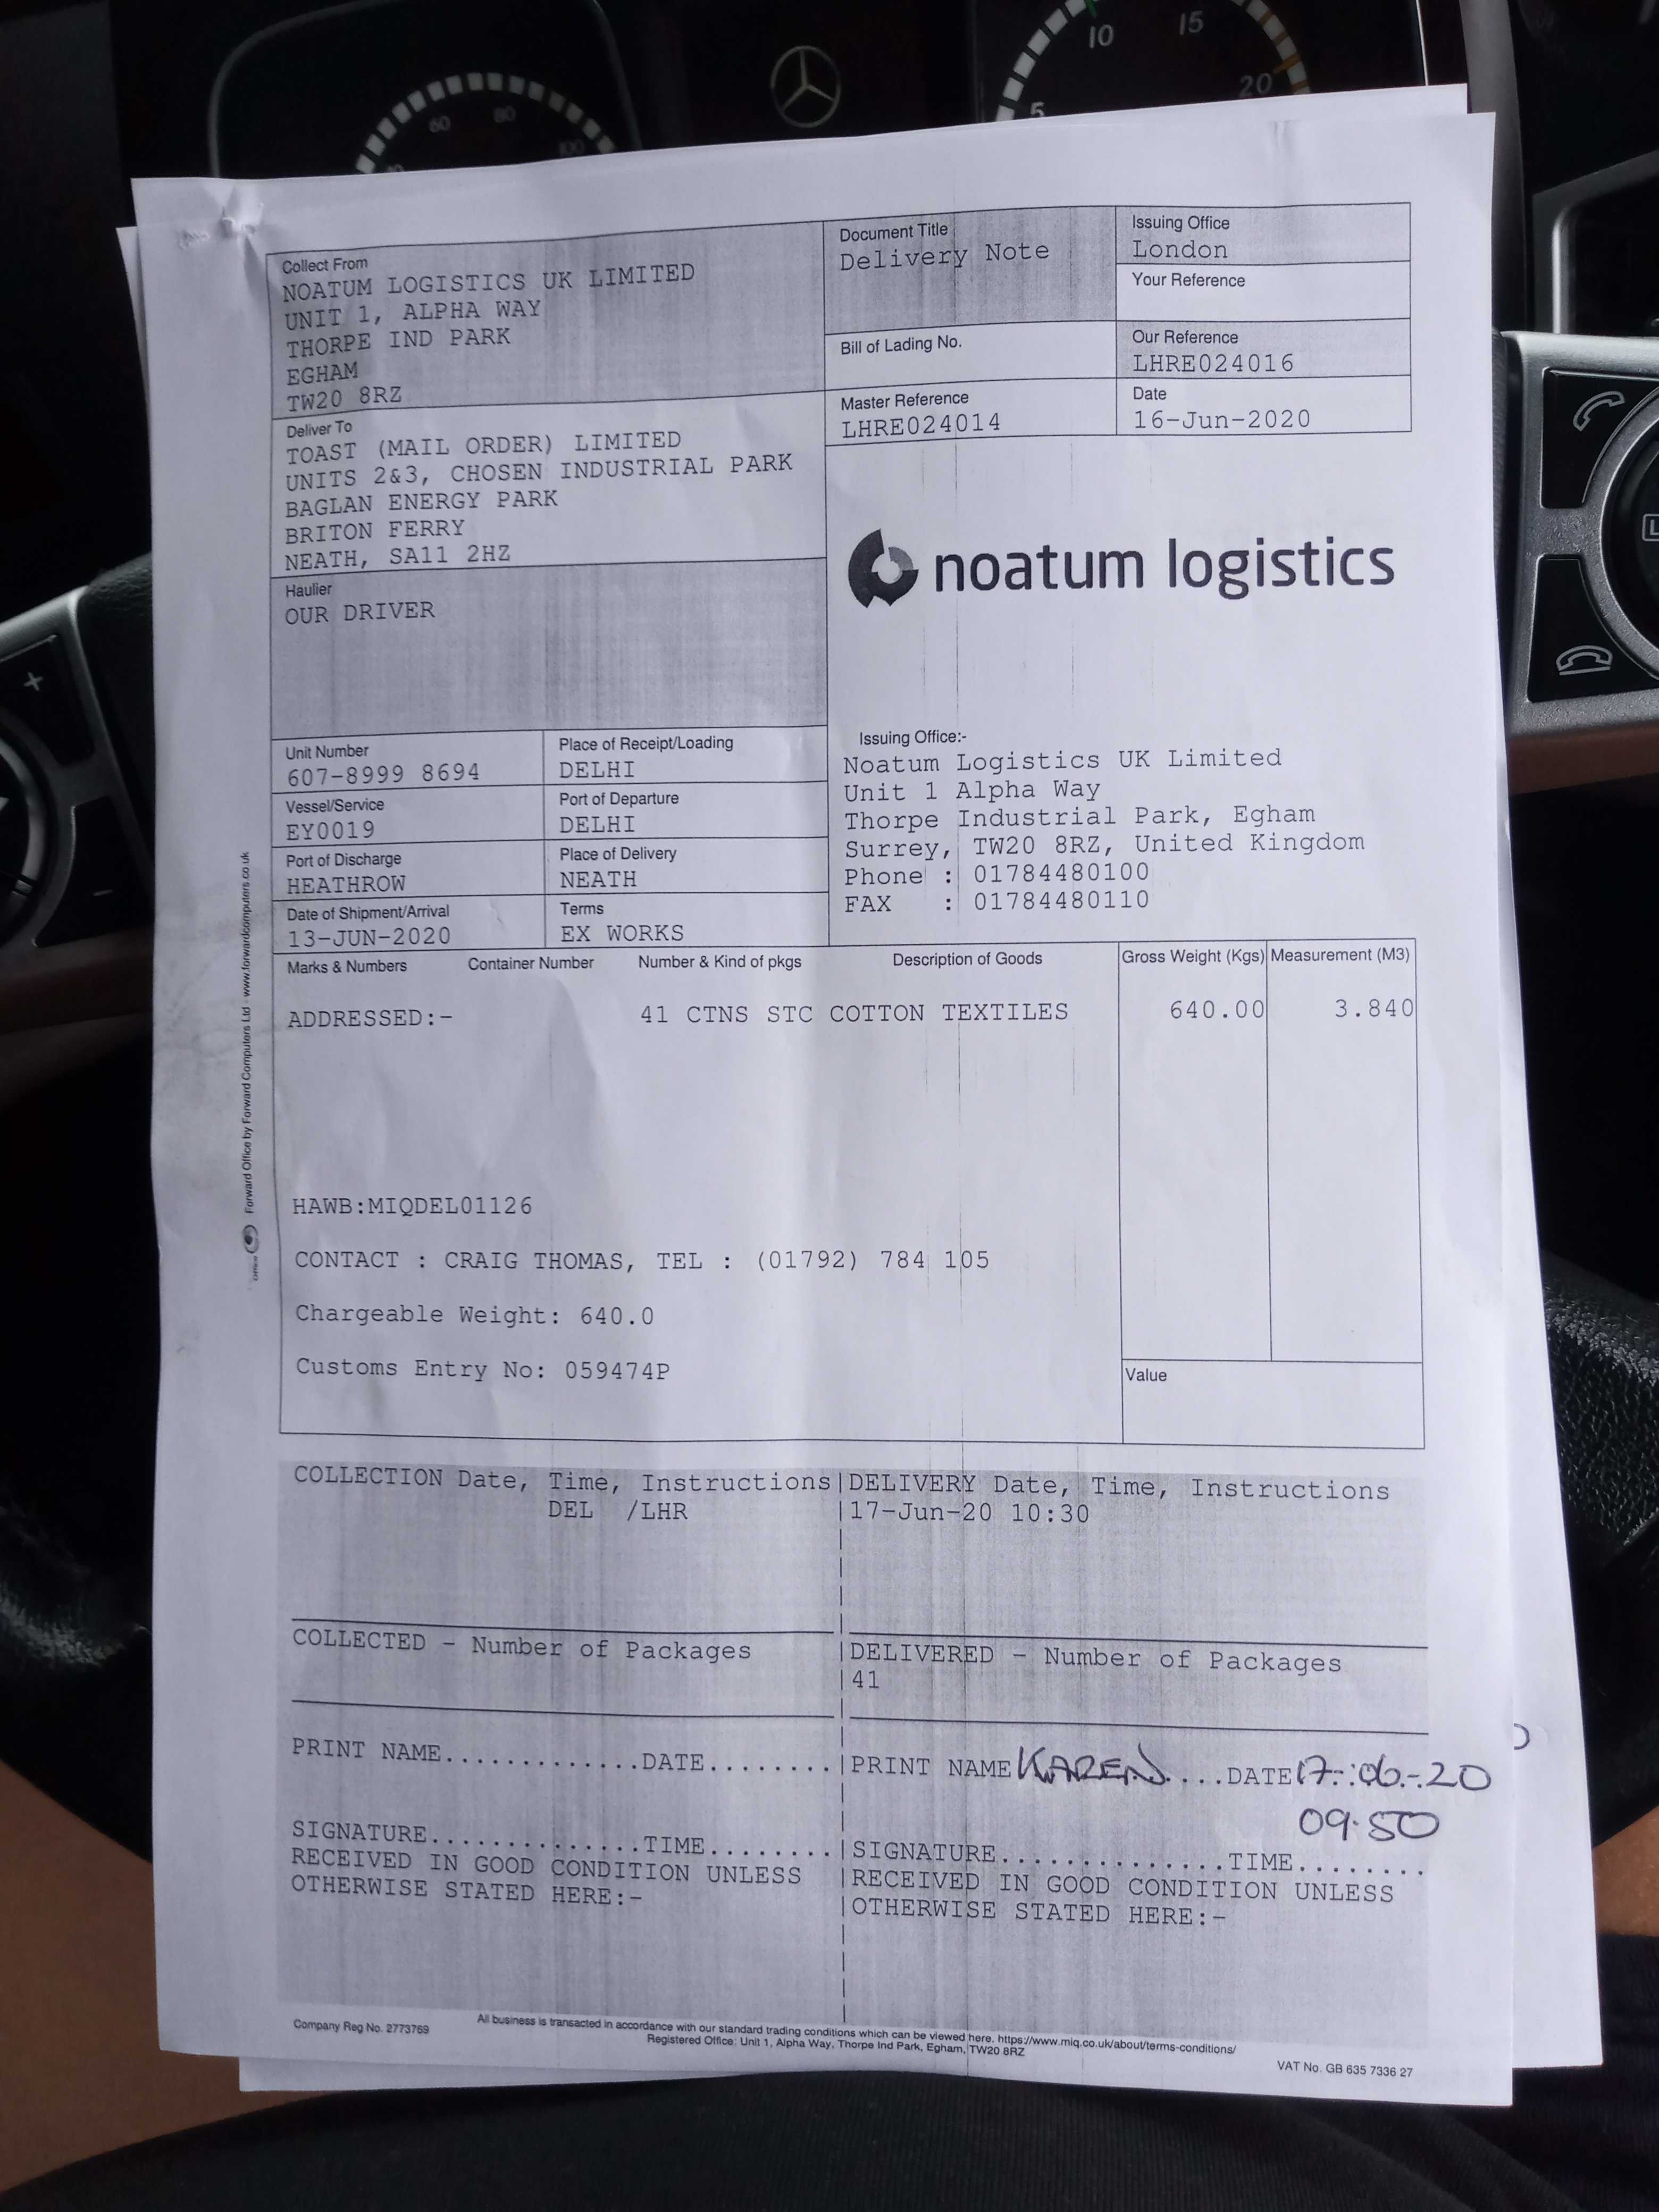 60
80
100
5
10
15
20
Collect From
NOATUM LOGISTICS UK LIMITED
UNIT 1, ALPHA WAY
THORPE IND PARK
EGHAM
TW20 8RZ
Document Title
Delivery Note
Issuing Office
London
Your Reference
Bill of Lading No.
Our Reference
LHRE024016
Master Reference
LHRE024014
Date
16-Jun-2020
Deliver To
TOAST (MAIL ORDER) LIMITED
UNITS 2&3, CHOSEN INDUSTRIAL PARK
BAGLAN ENERGY PARK
BRITON FERRY
NEATH, SA11 2HZ
noatum logistics
Haulier
OUR DRIVER
Unit Number
607-8999 8694
Place of Receipt/Loading
DELHI
Vessel/Service
EY0019
Port of Departure
DELHI
Port of Discharge
HEATHROW
Place of Delivery
NEATH
Date of Shipment/Arrival
13-JUN-2020
Terms
EX WORKS
Issuing Office:-
Noatum Logistics UK Limited
Unit 1 Alpha Way
Thorpe Industrial Park, Egham
Surrey, TW20 8RZ, United Kingdom
Phone : 01784480100
FAX : 01784480110
Marks & Numbers Container Number Number & Kind of pkgs Description of Goods Gross Weight (Kgs) Measurement (M3)
ADDRESSED:- 41 CTNS STC COTTON TEXTILES 640.00 3.840
HAWB:MIQDEL01126
CONTACT : CRAIG THOMAS, TEL : (01792) 784 105
Chargeable Weight: 640.0
Customs Entry No: 059474P
Value
Forward Office by Forward Computers Ltd - www.forwardcomputers.co.uk
COLLECTION Date, Time, Instructions
DEL /LHR
DELIVERY Date, Time, Instructions
17-Jun-20 10:30
COLLECTED - Number of Packages
DELIVERED - Number of Packages
41
PRINT NAME.............DATE........
PRINT NAME KAREN....DATE 17.06.20
09.50
SIGNATURE..............TIME........
RECEIVED IN GOOD CONDITION UNLESS
OTHERWISE STATED HERE:-
SIGNATURE..............TIME........
RECEIVED IN GOOD CONDITION UNLESS
OTHERWISE STATED HERE:-
Company Reg No. 2773769
All business is transacted in accordance with our standard trading conditions which can be viewed here. https://www.miq.co.uk/about/terms-conditions/
Registered Office: Unit 1, Alpha Way, Thorpe Ind Park, Egham, TW20 8RZ
VAT No. GB 635 7336 27